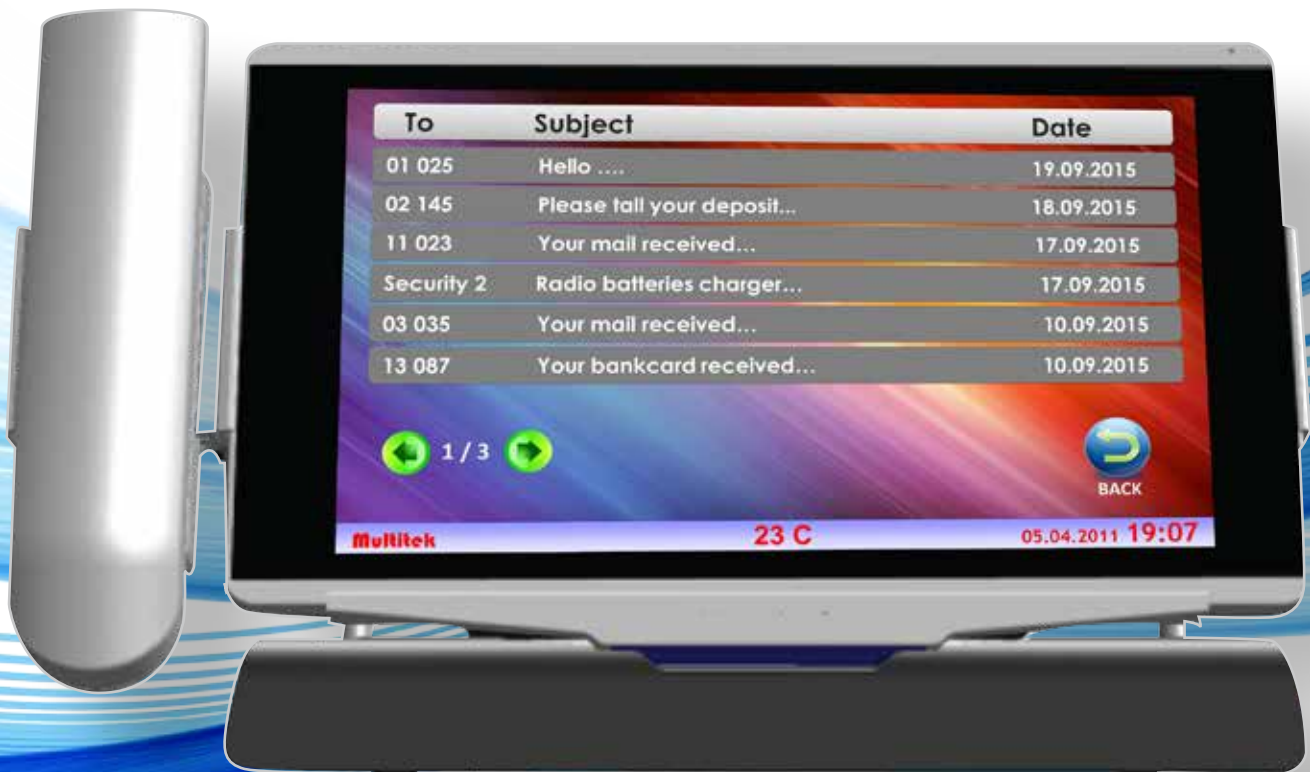 To Subject Date
01 025 Hello .... 19.09.2015
02 145 Please tall your deposit... 18.09.2015
11 023 Your mail received... 17.09.2015
Security 2 Radio batteries charger... 17.09.2015
03 035 Your mail received... 10.09.2015
13 087 Your bankcard received... 10.09.2015
1 / 3
BACK
Multitek 23 C 05.04.2011 19:07